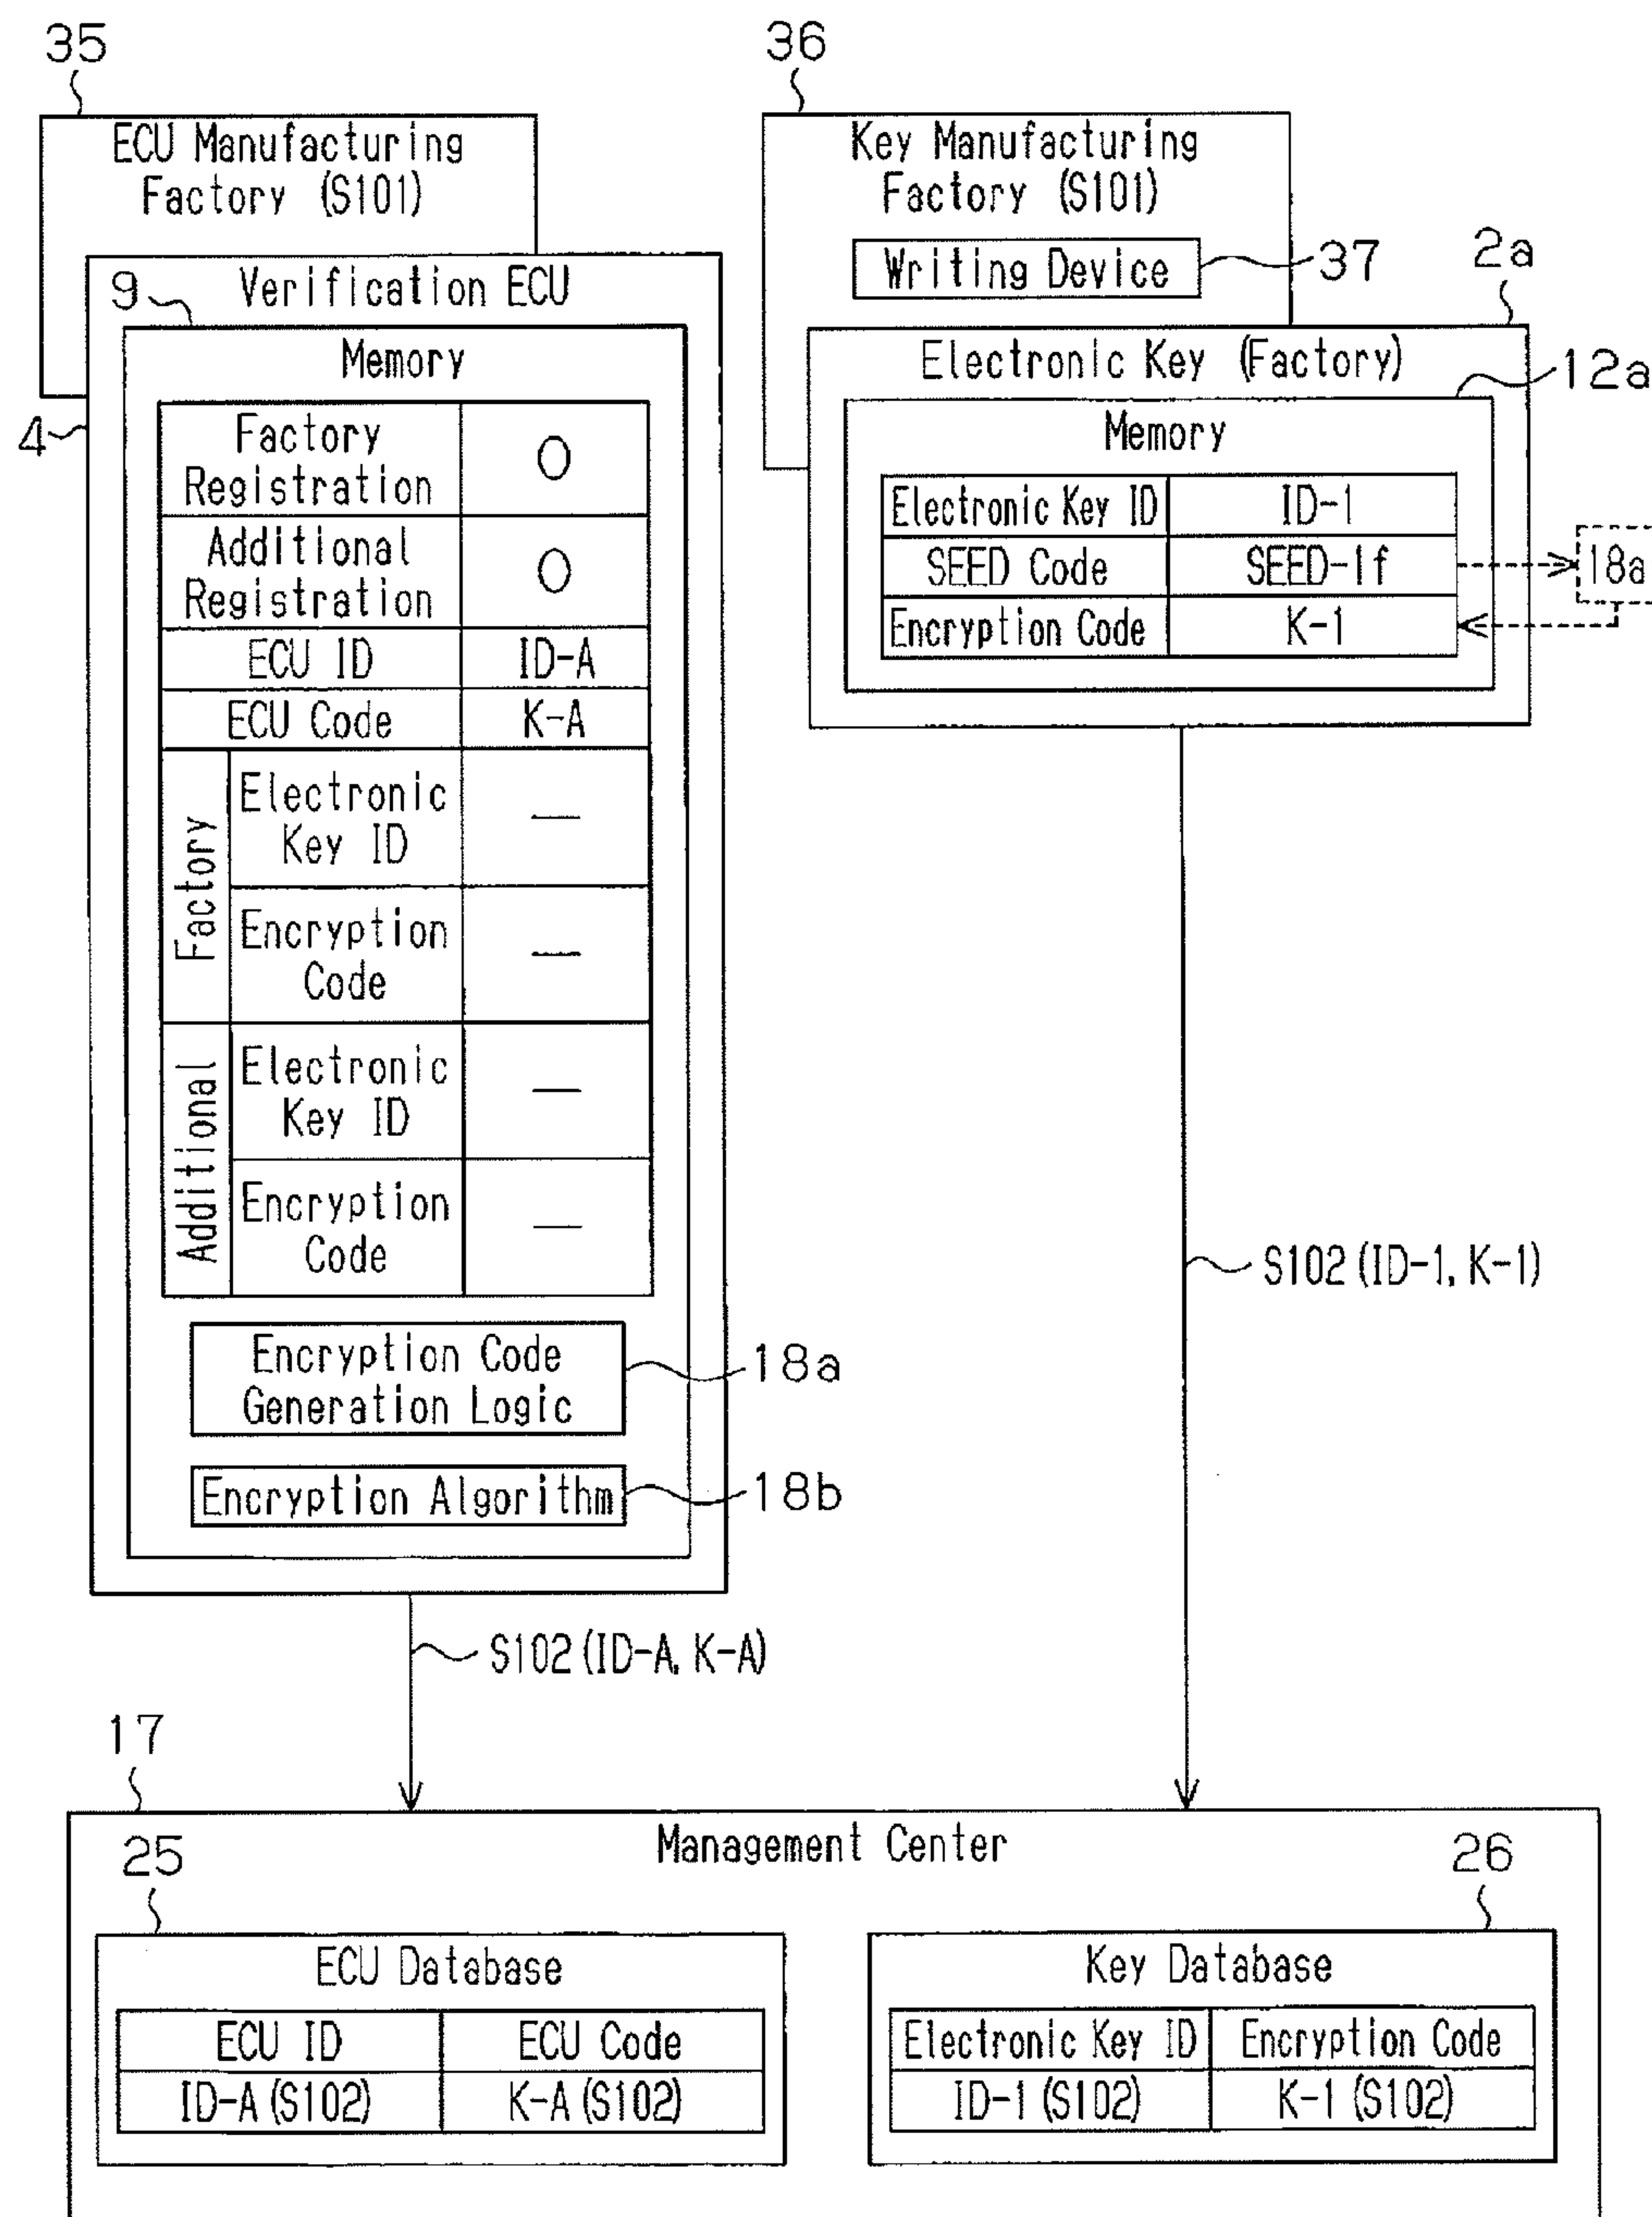 35
ECU Manufacturing
Factory (S101)
4
Verification ECU
9
Memory
Factory
Registration
○
Additional
Registration
○
ECU ID
ID-A
ECU Code
K-A
Factory
Electronic
Key ID
—
Encryption
Code
—
Additional
Electronic
Key ID
—
Encryption
Code
—
Encryption Code
Generation Logic
18a
Encryption Algorithm
18b
S102 (ID-A, K-A)
36
Key Manufacturing
Factory (S101)
Writing Device
37
2a
Electronic Key (Factory)
12a
Memory
Electronic Key ID
ID-1
SEED Code
SEED-1f
Encryption Code
K-1
18a
S102 (ID-1, K-1)
17
Management Center
25
ECU Database
ECU ID
ECU Code
ID-A (S102)
K-A (S102)
26
Key Database
Electronic Key ID
Encryption Code
ID-1 (S102)
K-1 (S102)